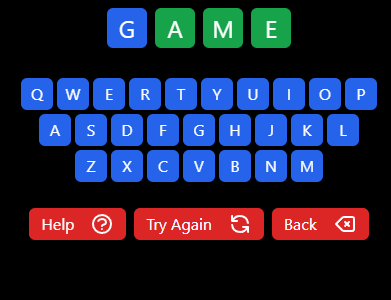 G A M E
Q W E R T Y U I O P
A S D F G H J K L
Z X C V B N M
Help Try Again Back